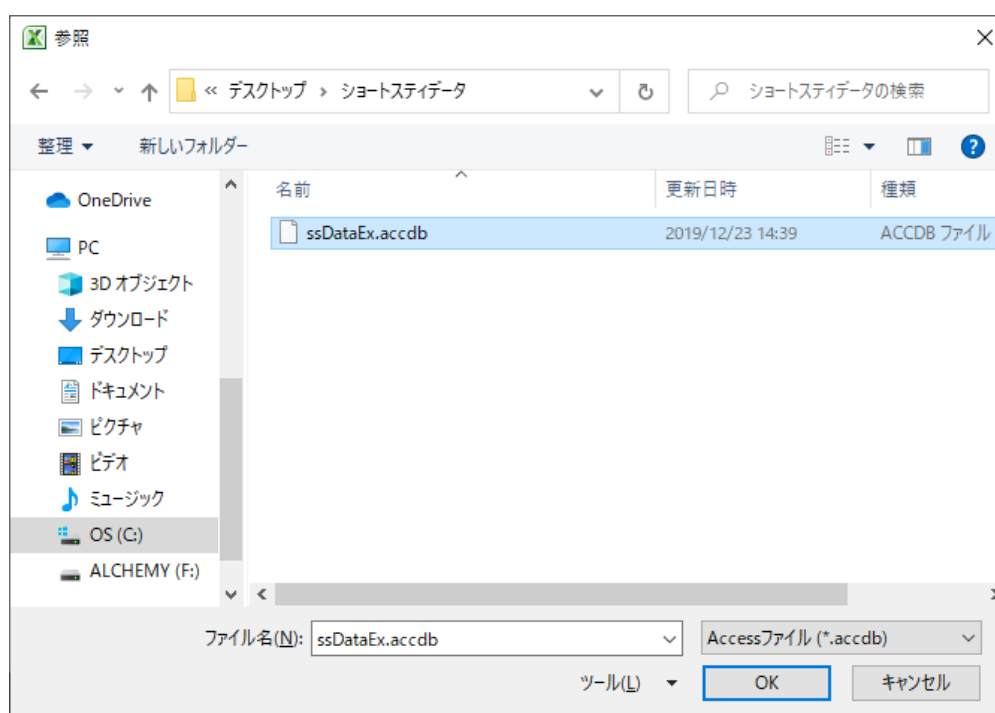 参照
« デスクトップ › ショートスティデータ
ショートスティデータの検索
整理 新しいフォルダー
名前 更新日時 種類
ssDataEx.accdb 2019/12/23 14:39 ACCDB ファイル
OneDrive
PC
3D オブジェクト
ダウンロード
デスクトップ
ドキュメント
ピクチャ
ビデオ
ミュージック
OS (C:)
ALCHEMY (F:)
ファイル名(N): ssDataEx.accdb Accessファイル (*.accdb)
ツール(L) OK キャンセル